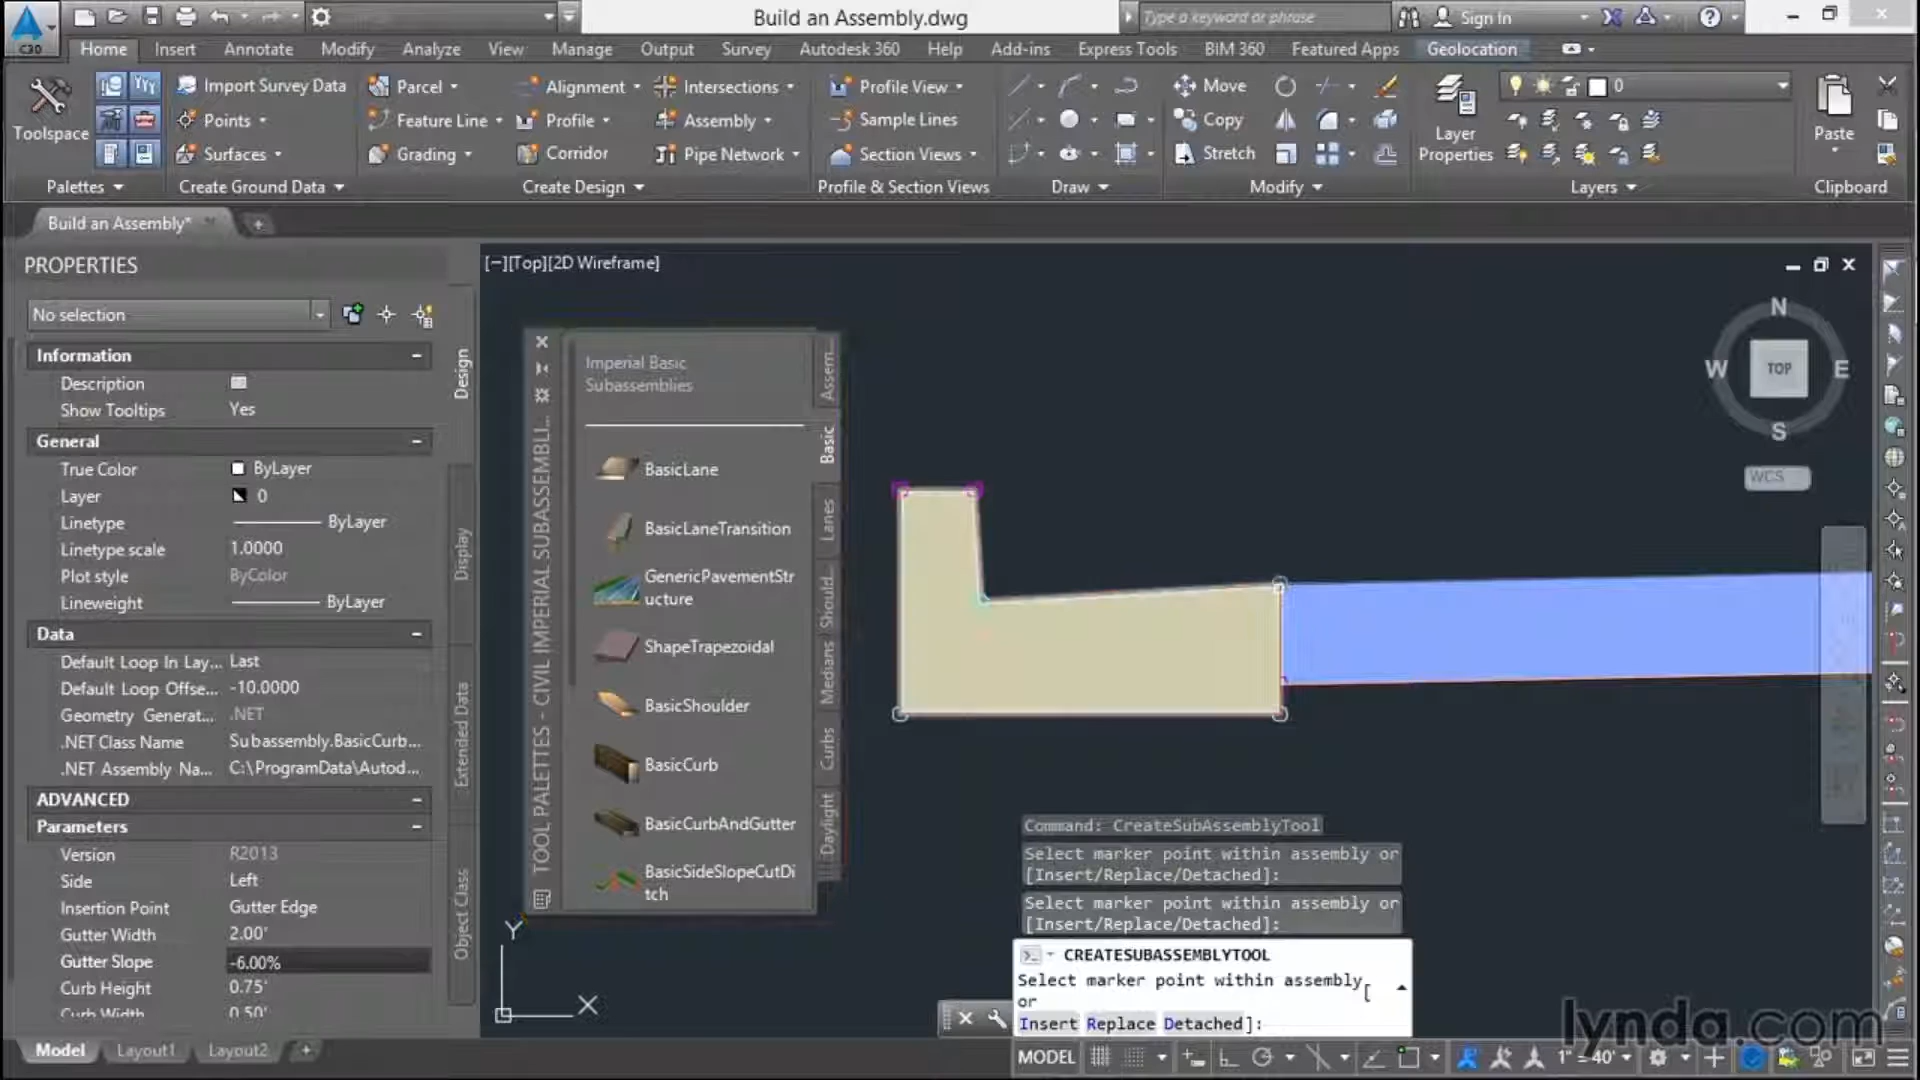 Build an Assembly.dwg
Type a keyword or phrase
Sign In
C3D
Home Insert Annotate Modify Analyze View Manage Output Survey Autodesk 360 Help Add-ins Express Tools BIM 360 Featured Apps Geolocation
Toolspace
Import Survey Data
Points
Surfaces
Parcel
Feature Line
Grading
Alignment
Profile
Corridor
Intersections
Assembly
Pipe Network
Profile View
Sample Lines
Section Views
Move
Copy
Stretch
Layer
Properties
0
Paste
Palettes
Create Ground Data
Create Design
Profile & Section Views
Draw
Modify
Layers
Clipboard
Build an Assembly*
PROPERTIES
No selection
Information
Description
Show Tooltips Yes
General
True Color ByLayer
Layer 0
Linetype ByLayer
Linetype scale 1.0000
Plot style ByColor
Lineweight ByLayer
Data
Default Loop In Lay... Last
Default Loop Offse... -10.0000
Geometry Generat... .NET
.NET Class Name Subassembly.BasicCurb...
.NET Assembly Na... C:\ProgramData\Autod...
ADVANCED
Parameters
Version R2013
Side Left
Insertion Point Gutter Edge
Gutter Width 2.00'
Gutter Slope -6.00%
Curb Height 0.75'
Curb Width 0.50'
Design
Display
Extended Data
Object Class
[−][Top][2D Wireframe]
TOOL PALETTES - CIVIL IMPERIAL SUBASSEMBLI...
Imperial Basic
Subassemblies
BasicLane
BasicLaneTransition
GenericPavementStr
ucture
ShapeTrapezoidal
BasicShoulder
BasicCurb
BasicCurbAndGutter
BasicSideSlopeCutDi
tch
Assem...
Basic
Lanes
Should...
Medians
Curbs
Daylight
N
W TOP E
S
WCS
Y
X
Command: CreateSubAssemblyTool
Select marker point within assembly or
[Insert/Replace/Detached]:
Select marker point within assembly or
[Insert/Replace/Detached]:
CREATESUBASSEMBLYTOOL
Select marker point within assembly
or [
Insert Replace Detached]:
lynda.com
Model Layout1 Layout2 +
MODEL
1" = 40'